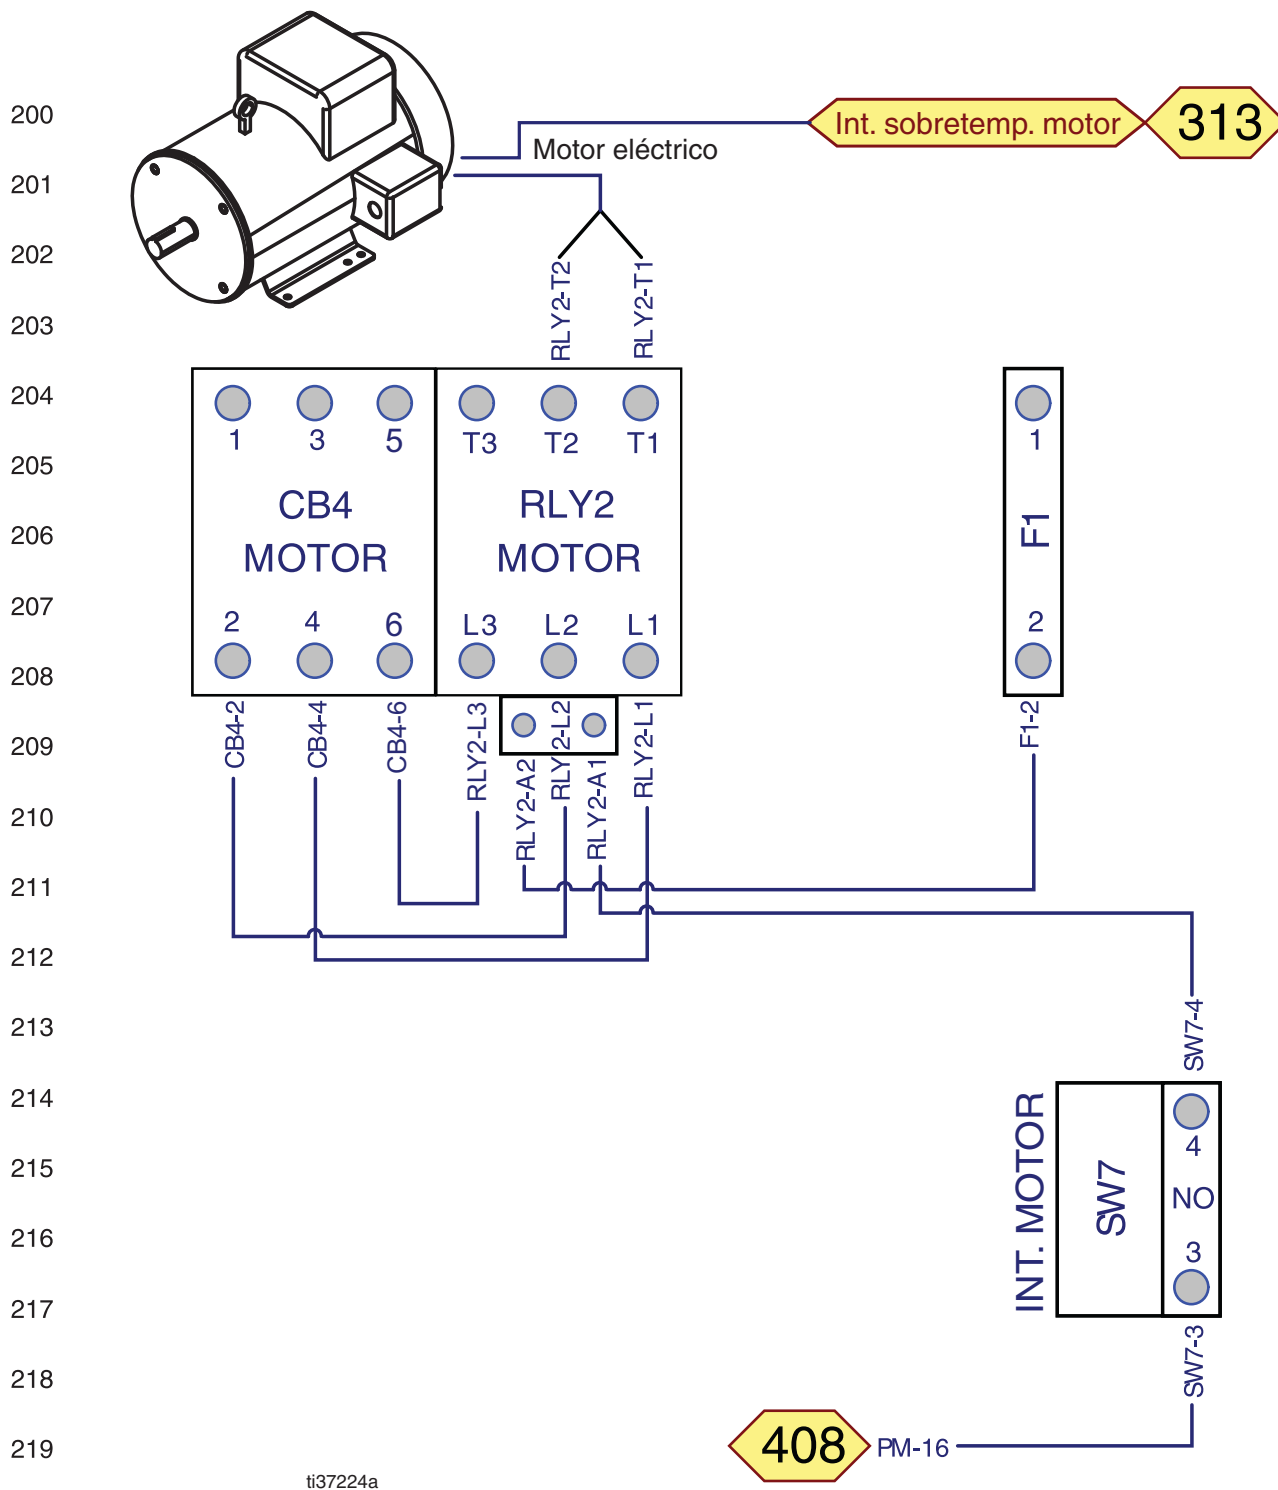 200
Int. sobretemp. motor
313
Motor eléctrico
201
202
RLY2-T2
RLY2-T1
203
204
1
3
5
T3
T2
T1
1
205
CB4
MOTOR
RLY2
MOTOR
F1
206
207
2
4
6
L3
L2
L1
2
208
CB4-2
CB4-4
CB4-6
RLY2-L3
RLY2-A2
RLY2-L2
RLY2-A1
RLY2-L1
F1-2
209
210
211
212
213
SW7-4
214
INT. MOTOR
SW7
4
NO
3
215
216
217
218
SW7-3
219
408
PM-16
ti37224a